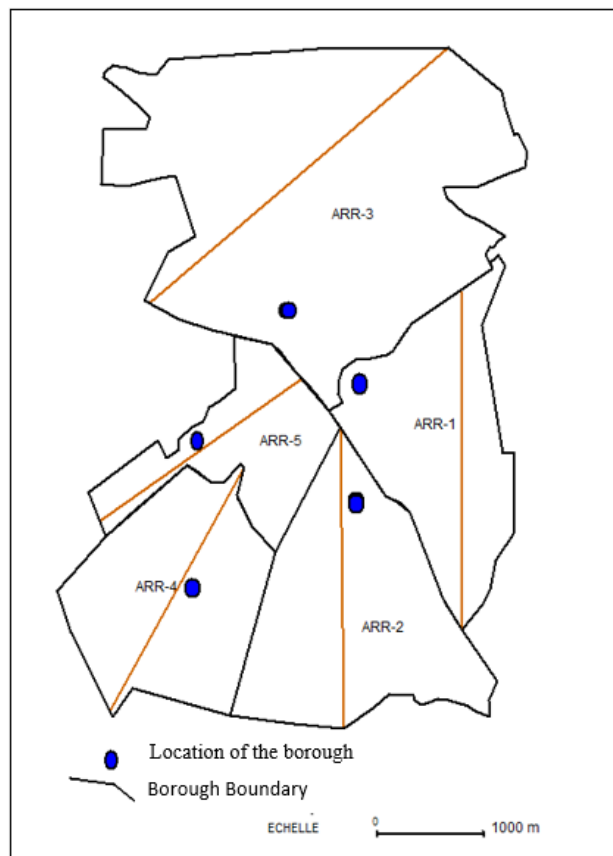 ARR-3
ARR-1
ARR-5
ARR-4
ARR-2
Location of the borough
Borough Boundary
ECHELLE
0
1000 m